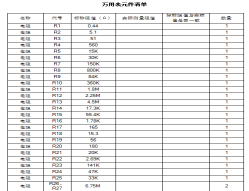 万用表元件清单
名称 代号 标称阻值（Ω） 实际测量阻值 数量
电阻 R1 0.44 1
电阻 R2 5.1 1
电阻 R3 51 1
电阻 R4 560 1
电阻 R5 15K 1
电阻 R6 30K 1
电阻 R7 150K 1
电阻 R8 800K 1
电阻 R9 84K 1
电阻 R10 360K 1
电阻 R11 1.8M 1
电阻 R12 2.25M 1
电阻 R13 4.5M 1
电阻 R14 17.3K 1
电阻 R15 55.4K 1
电阻 R16 1.78K 1
电阻 R17 165 1
电阻 R18 15.3 1
电阻 R19 56 1
电阻 R20 180 1
电阻 R21 20K 1
电阻 R22 2.69K 1
电阻 R23 141K 1
电阻 R24 47K 1
电阻 R25 33K 1
电阻 R26、R27 6.75M 2